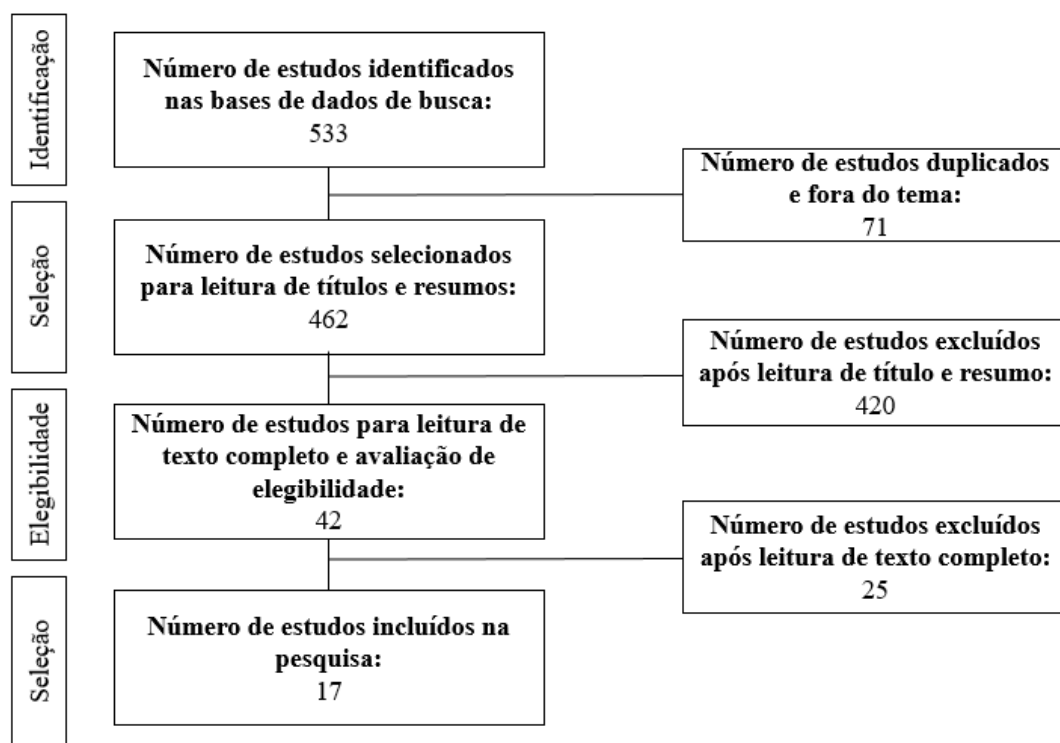 Identificação
Número de estudos identificados
nas bases de dados de busca:
533
Número de estudos duplicados
e fora do tema:
71
Seleção
Número de estudos selecionados
para leitura de títulos e resumos:
462
Número de estudos excluídos
após leitura de título e resumo:
420
Elegibilidade
Número de estudos para leitura de
texto completo e avaliação de
elegibilidade:
42
Número de estudos excluídos
após leitura de texto completo:
25
Seleção
Número de estudos incluídos na
pesquisa:
17